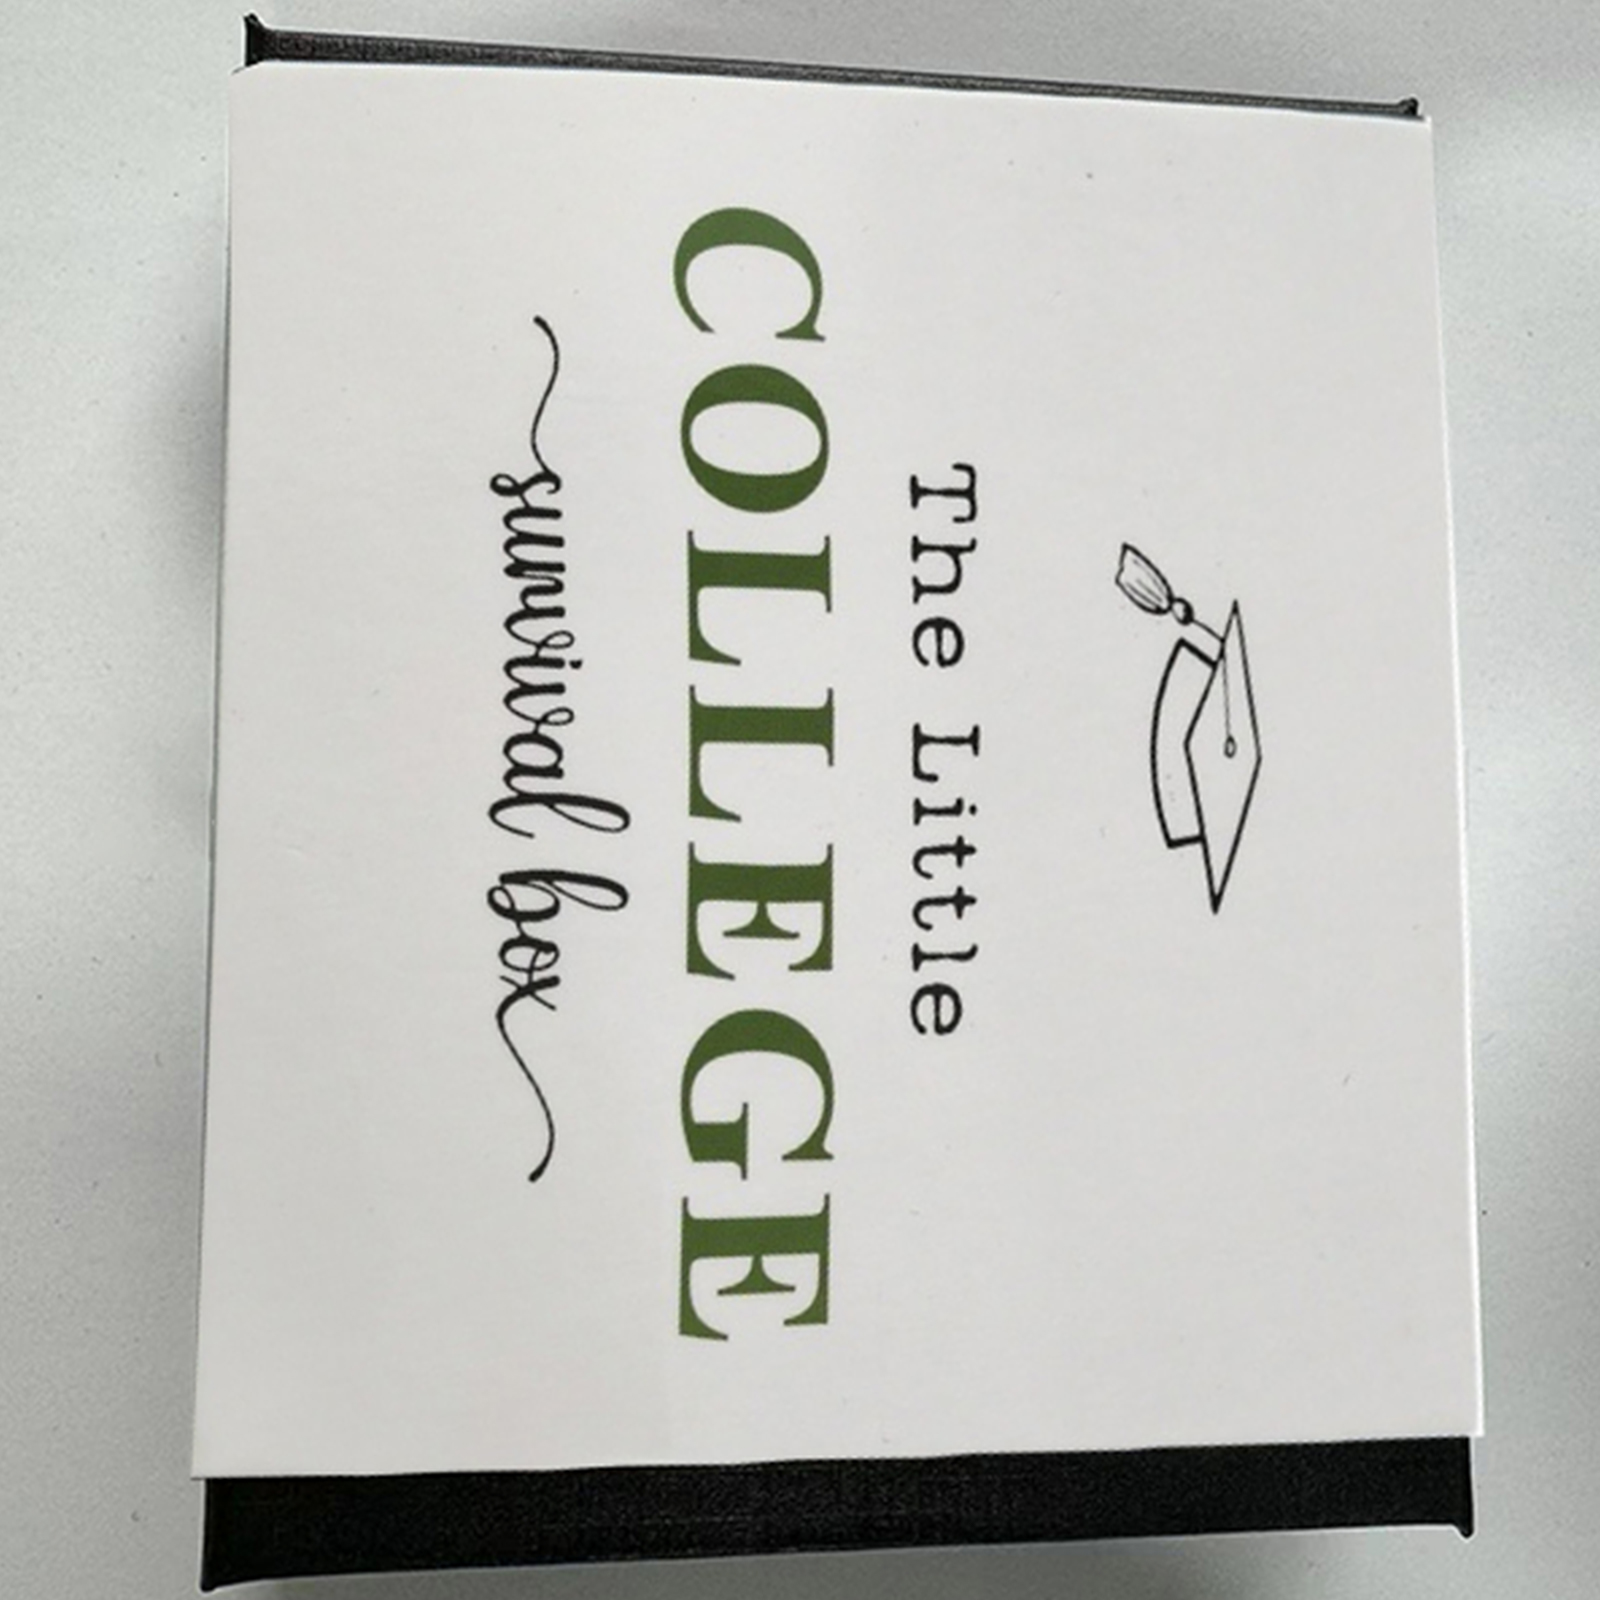 The Little
COLLEGE
survival box